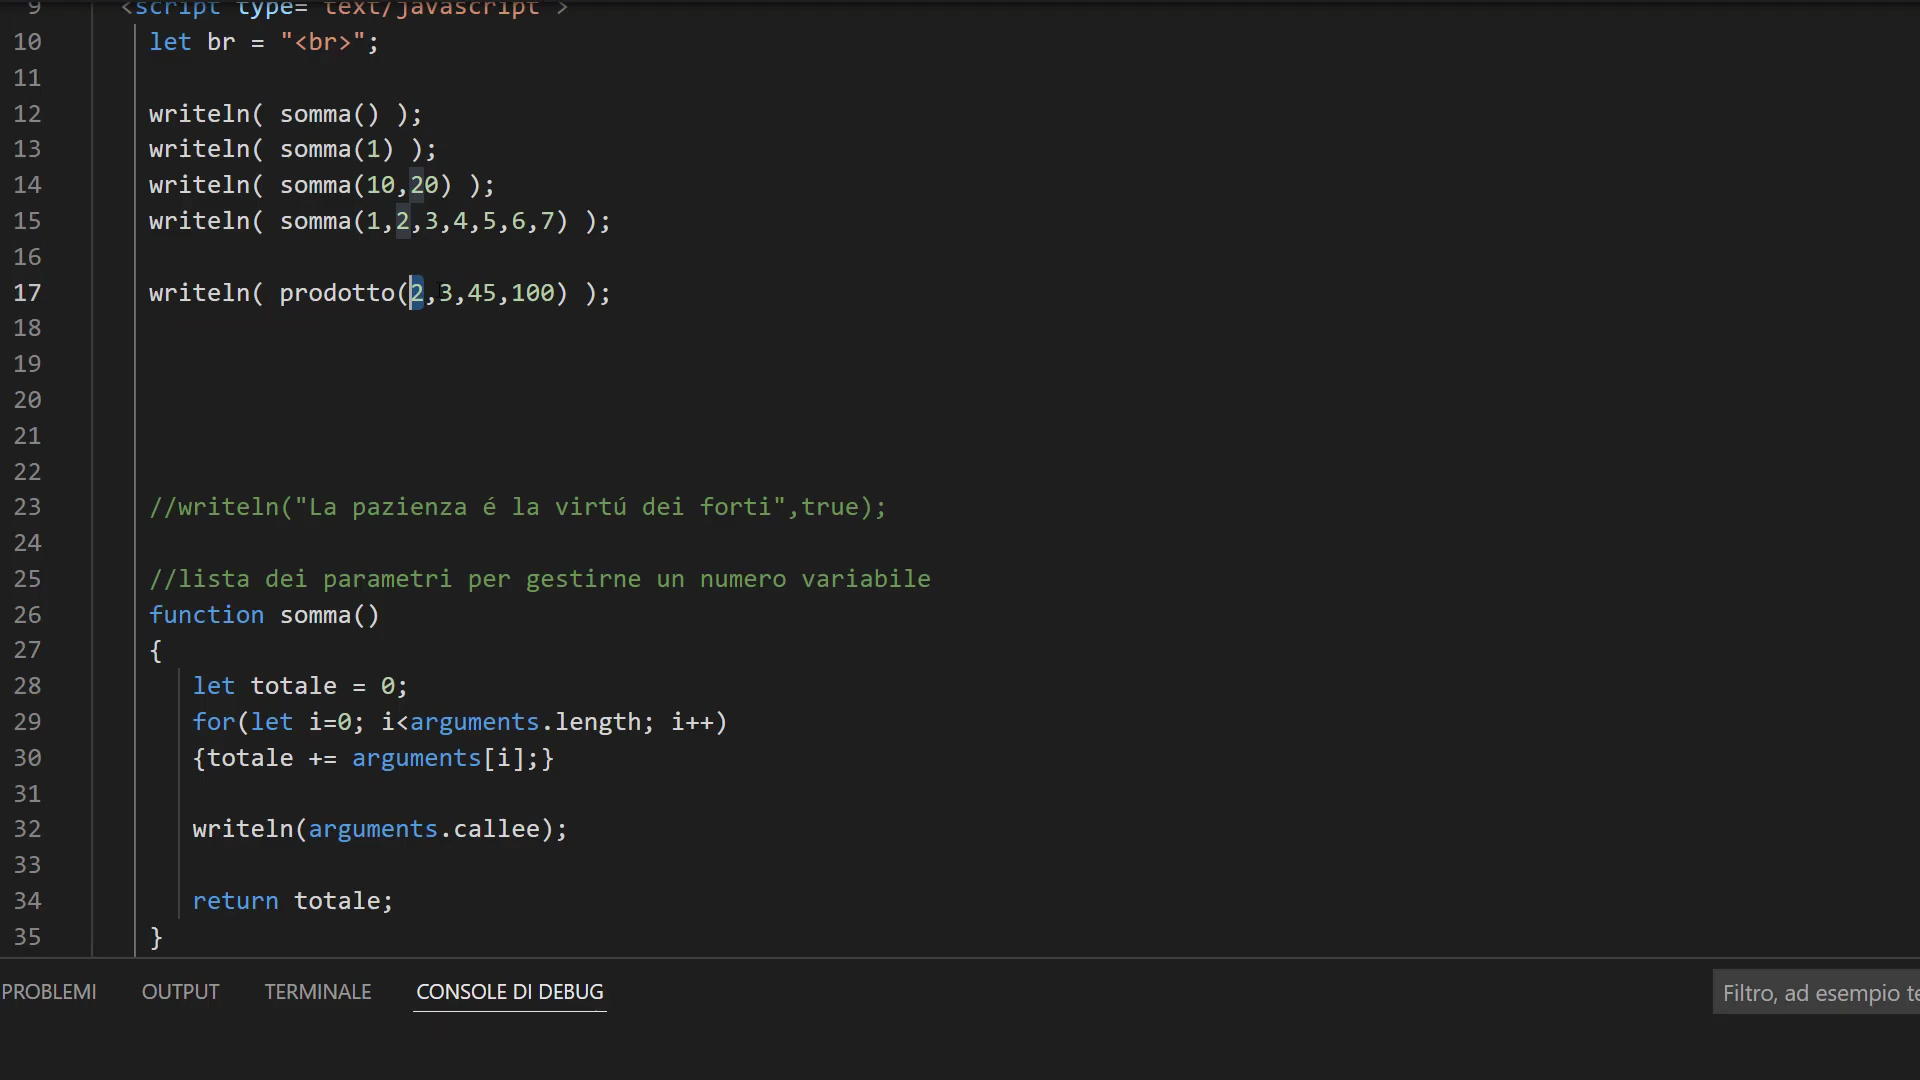 9 <script type="text/javascript">
10 let br = "<br>";
11
12 writeln( somma() );
13 writeln( somma(1) );
14 writeln( somma(10,20) );
15 writeln( somma(1,2,3,4,5,6,7) );
16
17 writeln( prodotto(2,3,45,100) );
18
19
20
21
22
23 //writeln("La pazienza é la virtú dei forti",true);
24
25 //lista dei parametri per gestirne un numero variabile
26 function somma()
27 {
28 let totale = 0;
29 for(let i=0; i<arguments.length; i++)
30 {totale += arguments[i];}
31
32 writeln(arguments.callee);
33
34 return totale;
35 }
PROBLEMI OUTPUT TERMINALE CONSOLE DI DEBUG Filtro, ad esempio te